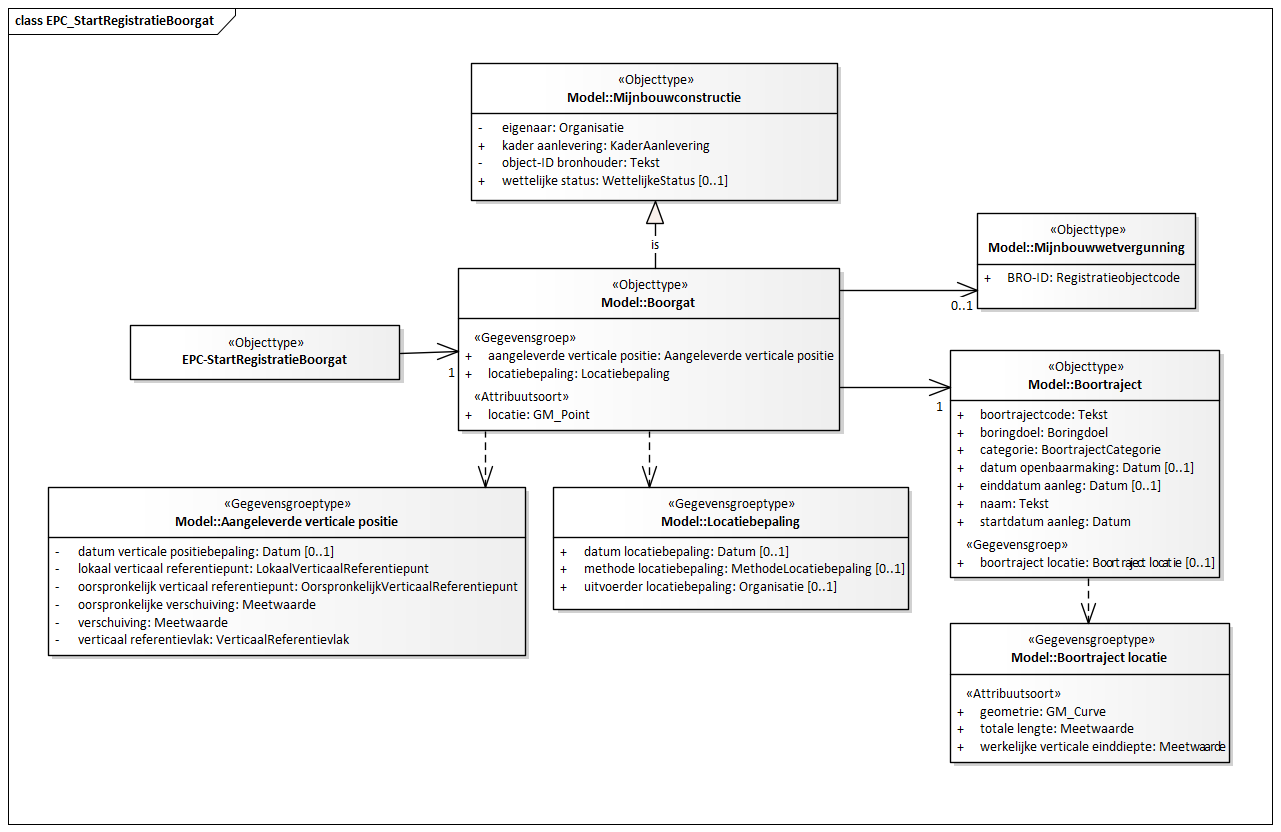 class EPC_StartRegistratieBoorgat
«Objecttype»
Model::Mijnbouwconstructie
- eigenaar: Organisatie
+ kader aanlevering: KaderAanlevering
- object-ID bronhouder: Tekst
+ wettelijke status: WettelijkeStatus [0..1]
is
«Objecttype»
Model::Mijnbouwwetvergunning
+ BRO-ID: Registratieobjectcode
0..1
«Objecttype»
Model::Boorgat
«Gegevensgroep»
+ aangeleverde verticale positie: Aangeleverde verticale positie
+ locatiebepaling: Locatiebepaling
«Attribuutsoort»
+ locatie: GM_Point
«Objecttype»
EPC-StartRegistratieBoorgat
1
«Objecttype»
Model::Boortraject
+ boortrajectcode: Tekst
+ boringdoel: Boringdoel
+ categorie: BoortrajectCategorie
+ datum openbaarmaking: Datum [0..1]
+ einddatum aanleg: Datum [0..1]
+ naam: Tekst
+ startdatum aanleg: Datum
«Gegevensgroep»
+ boortraject locatie: Boortraject locatie [0..1]
1
«Gegevensgroeptype»
Model::Aangeleverde verticale positie
- datum verticale positiebepaling: Datum [0..1]
- lokaal verticaal referentiepunt: LokaalVerticaalReferentiepunt
- oorspronkelijk verticaal referentiepunt: OorspronkelijkVerticaalReferentiepunt
- oorspronkelijke verschuiving: Meetwaarde
- verschuiving: Meetwaarde
- verticaal referentievlak: VerticaalReferentievlak
«Gegevensgroeptype»
Model::Locatiebepaling
+ datum locatiebepaling: Datum [0..1]
+ methode locatiebepaling: MethodeLocatiebepaling [0..1]
+ uitvoerder locatiebepaling: Organisatie [0..1]
«Gegevensgroeptype»
Model::Boortraject locatie
«Attribuutsoort»
+ geometrie: GM_Curve
+ totale lengte: Meetwaarde
+ werkelijke verticale einddiepte: Meetwaarde